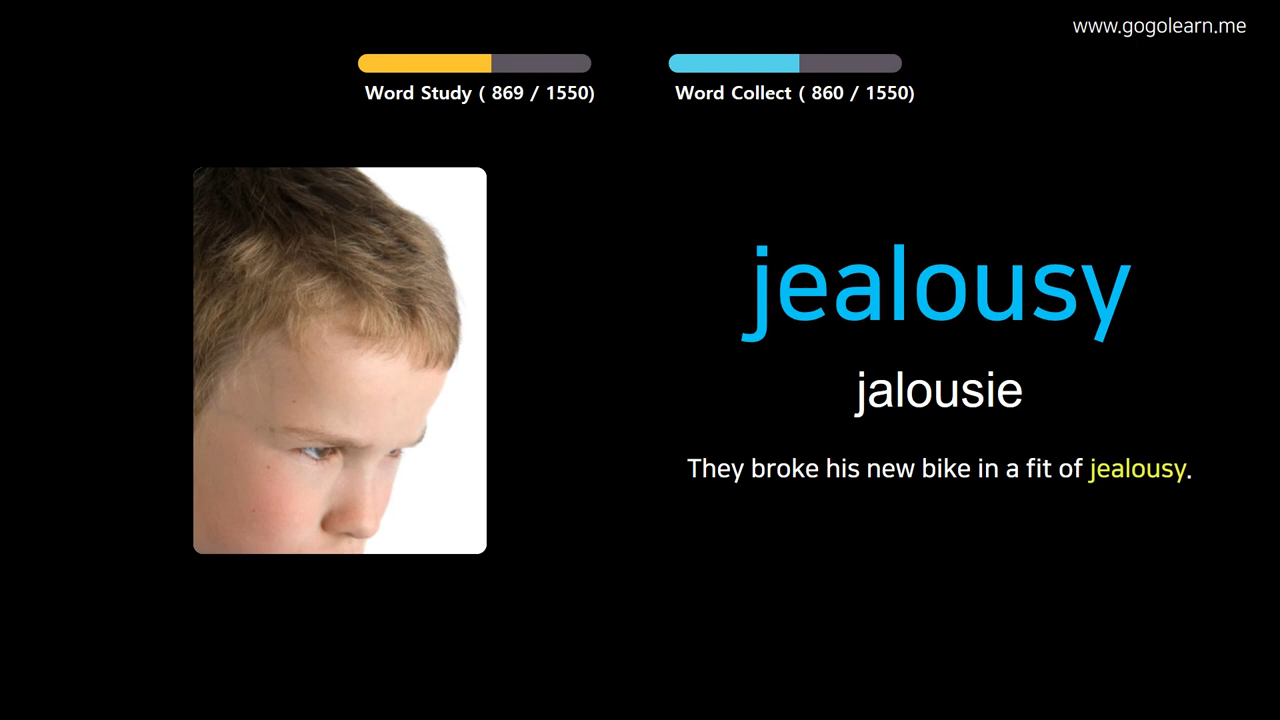 www.gogolearn.me
Word Study ( 869 / 1550)
Word Collect ( 860 / 1550)
jealousy
jalousie
They broke his new bike in a fit of jealousy.